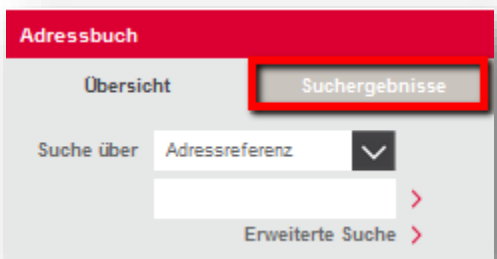 Adressbuch
Übersicht Suchergebnisse
Suche über Adressreferenz
Erweiterte Suche